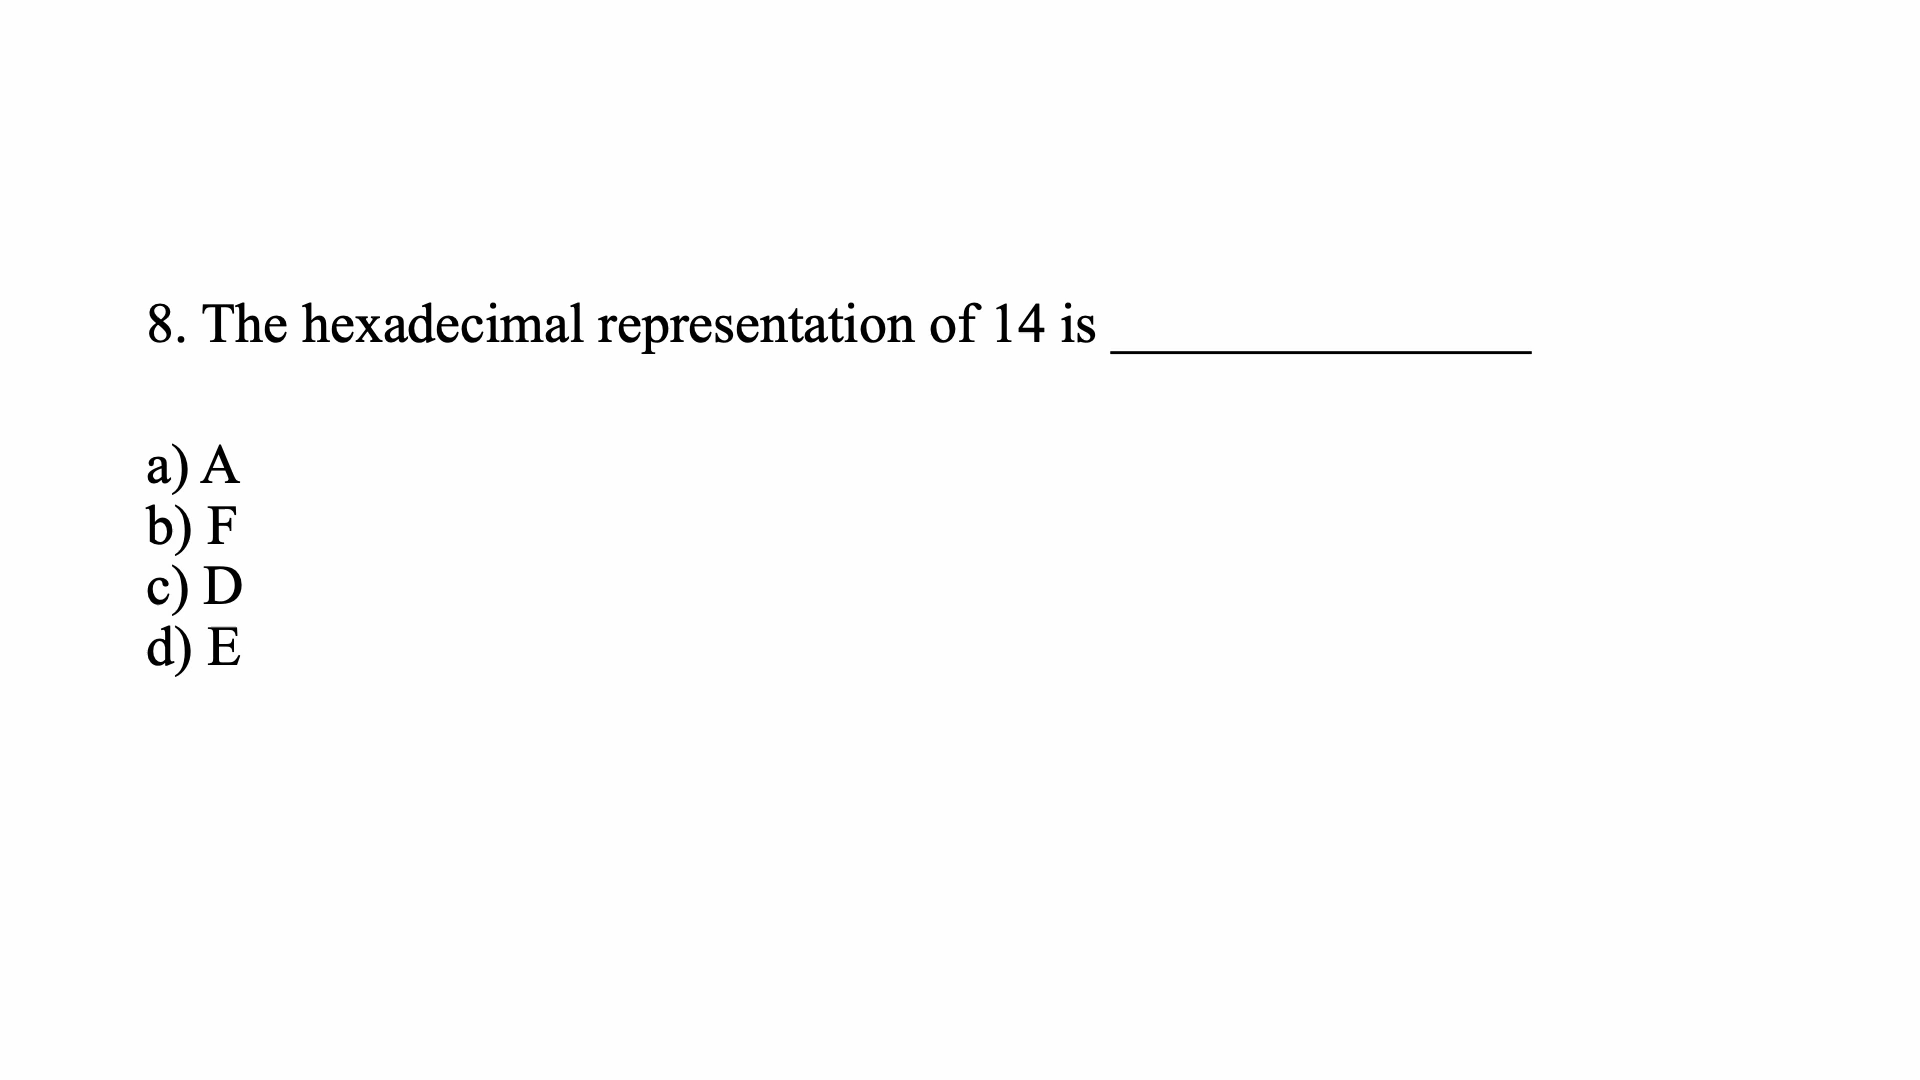 8. The hexadecimal representation of 14 is _______________
a) A
b) F
c) D
d) E